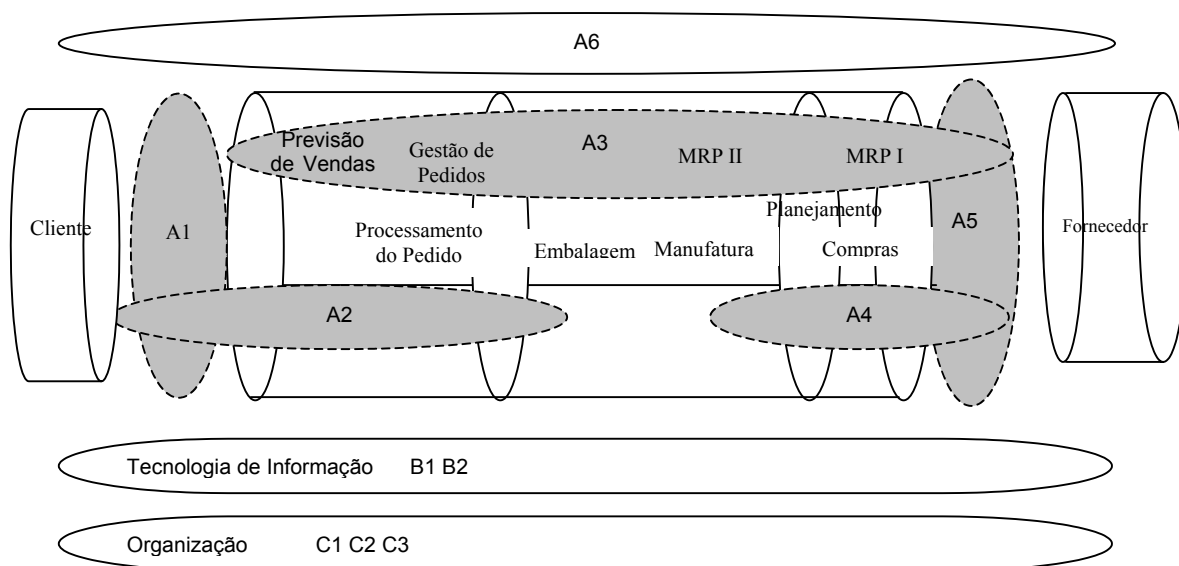 A6
Previsão
de Vendas
Gestão de
Pedidos
A3
MRP II
MRP I
Cliente
A1
Processamento
do Pedido
Embalagem
Manufatura
Planejamento
Compras
A5
Fornecedor
A2
A4
Tecnologia de Informação B1 B2
Organização C1 C2 C3